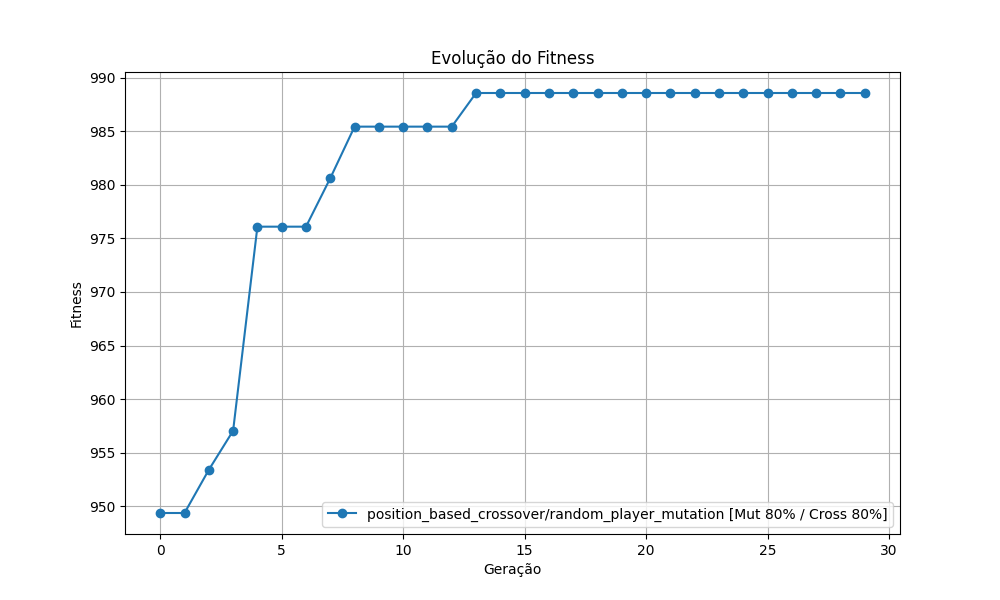 Evolução do Fitness
Fitness
990
985
980
975
970
965
960
955
950
0 5 10 15 20 25 30
Geração
position_based_crossover/random_player_mutation [Mut 80% / Cross 80%]